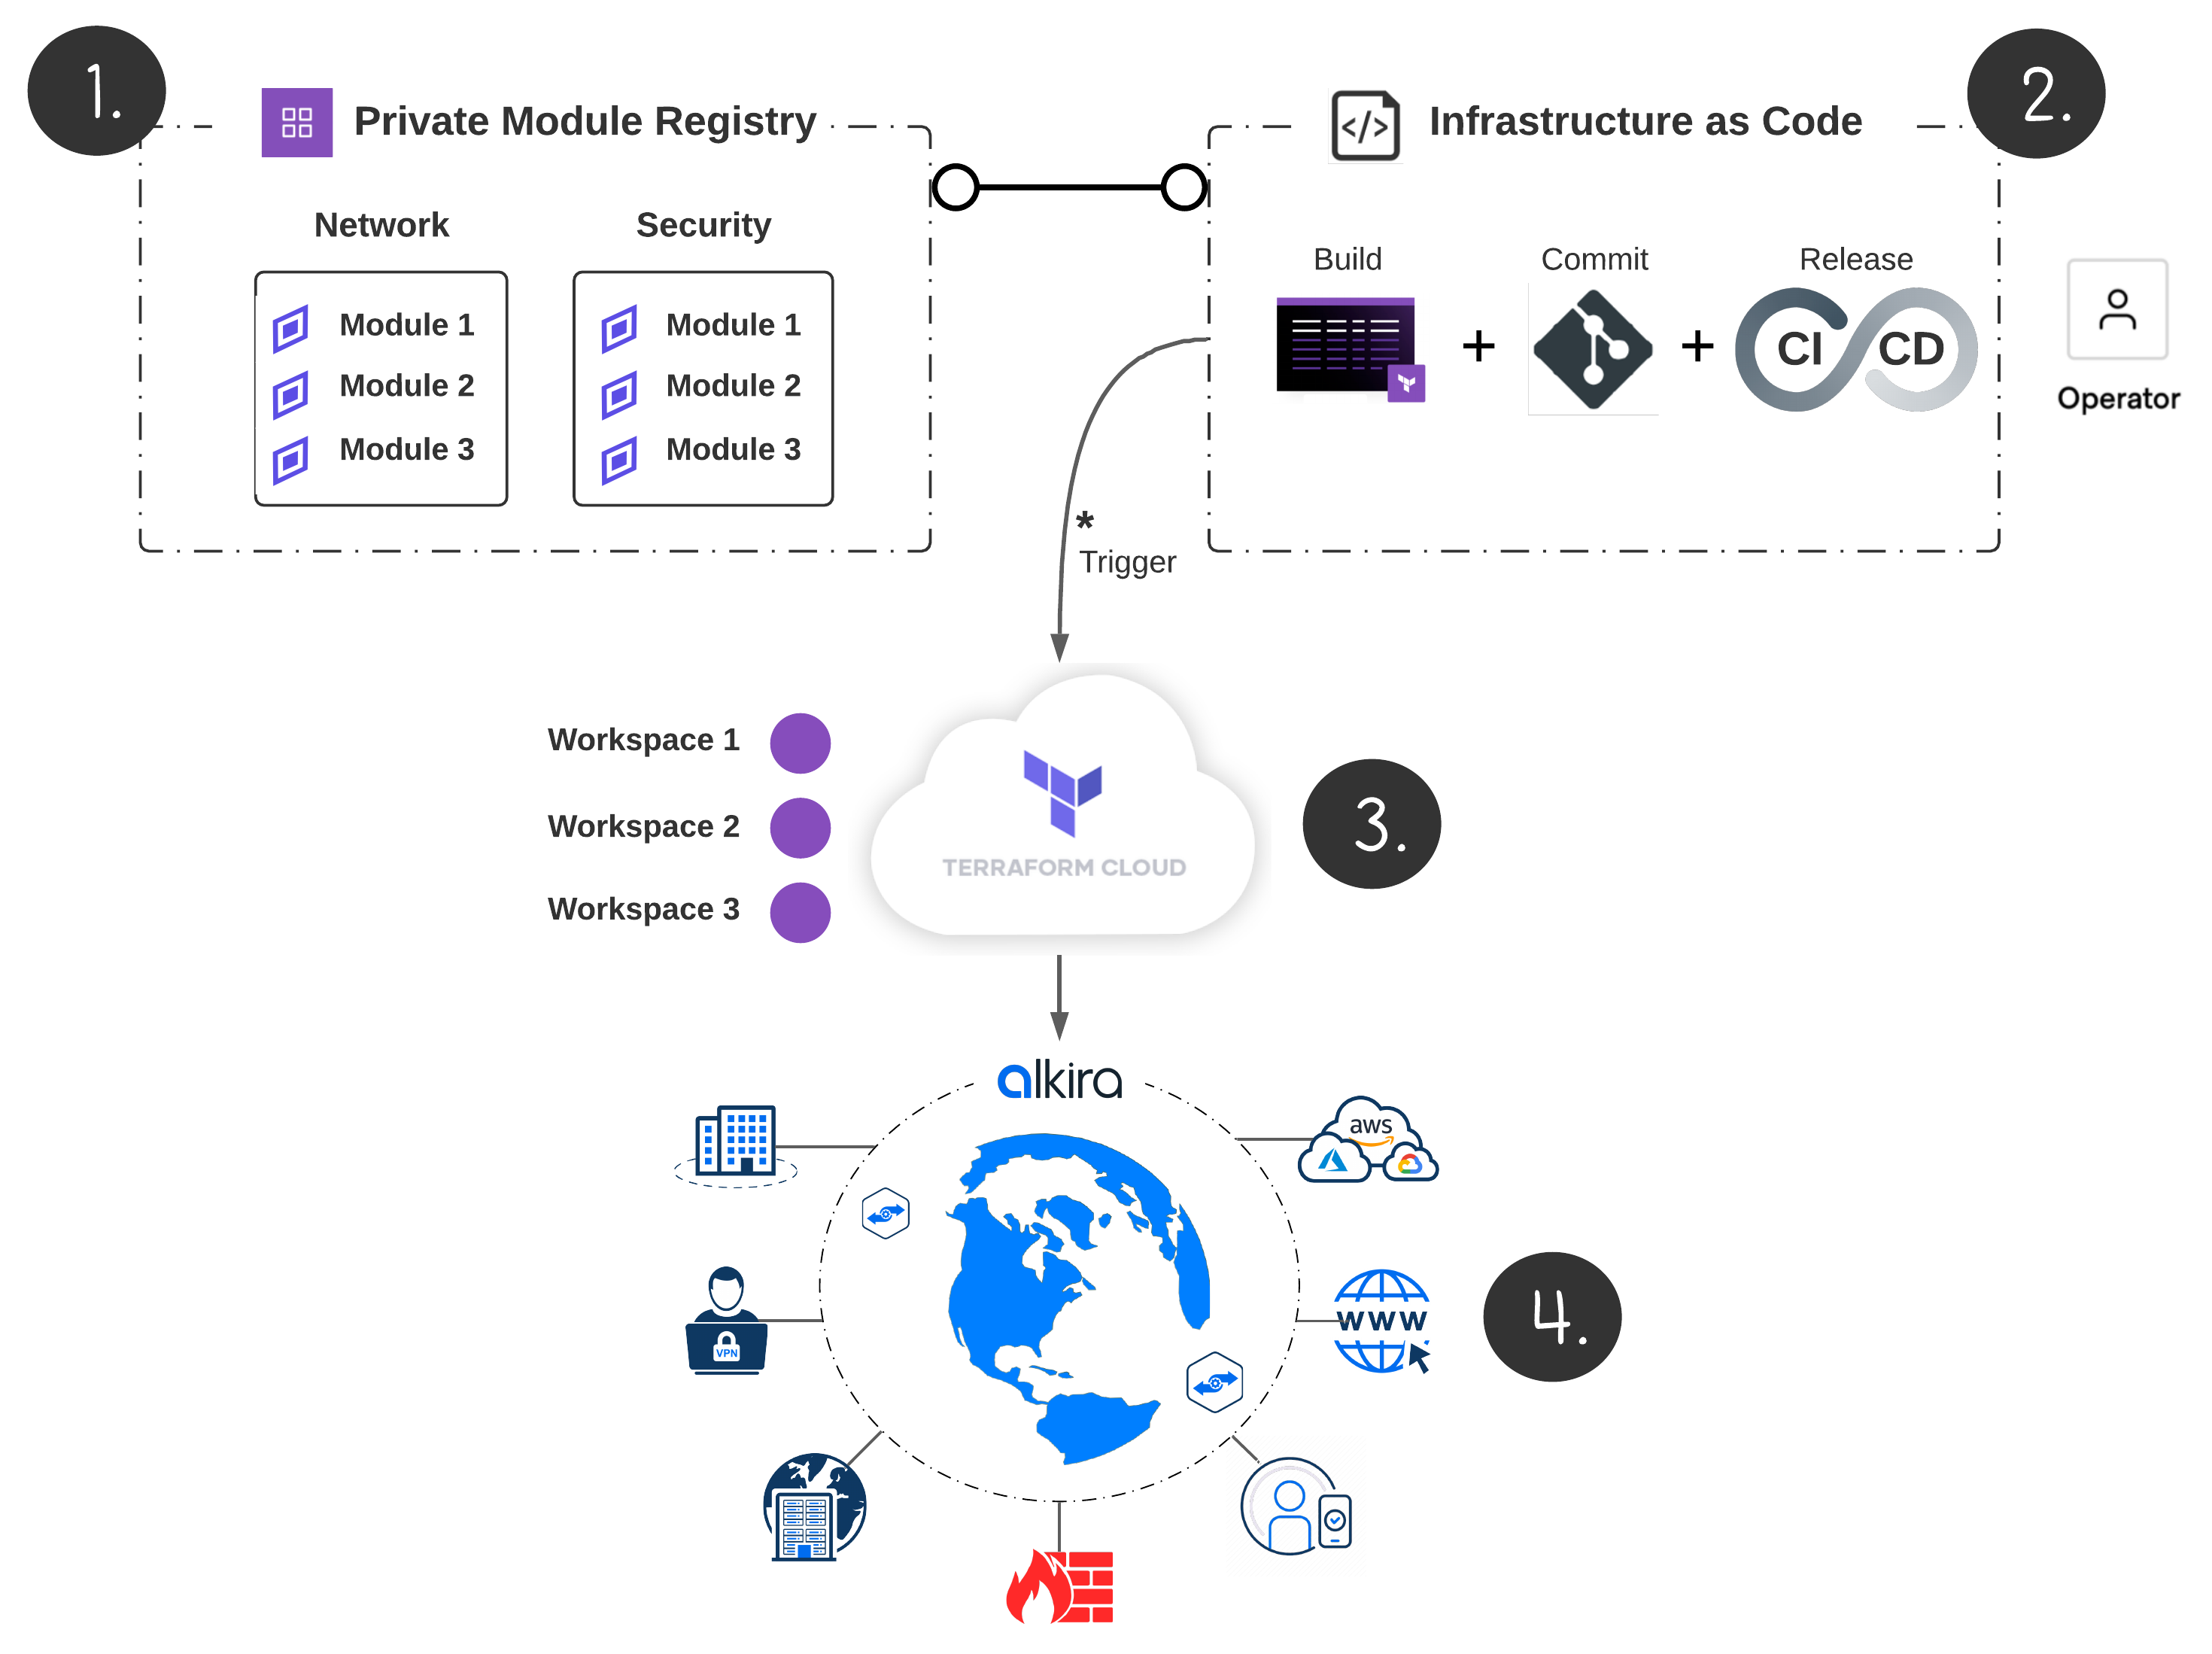 1.
Private Module Registry
Network
Module 1
Module 2
Module 3
Security
Module 1
Module 2
Module 3
2.
Infrastructure as Code
Build
+
Commit
+
Release
CI CD
Operator
*
Trigger
Workspace 1
Workspace 2
Workspace 3
TERRAFORM CLOUD
3.
alkira
aws
VPN
WWW
4.